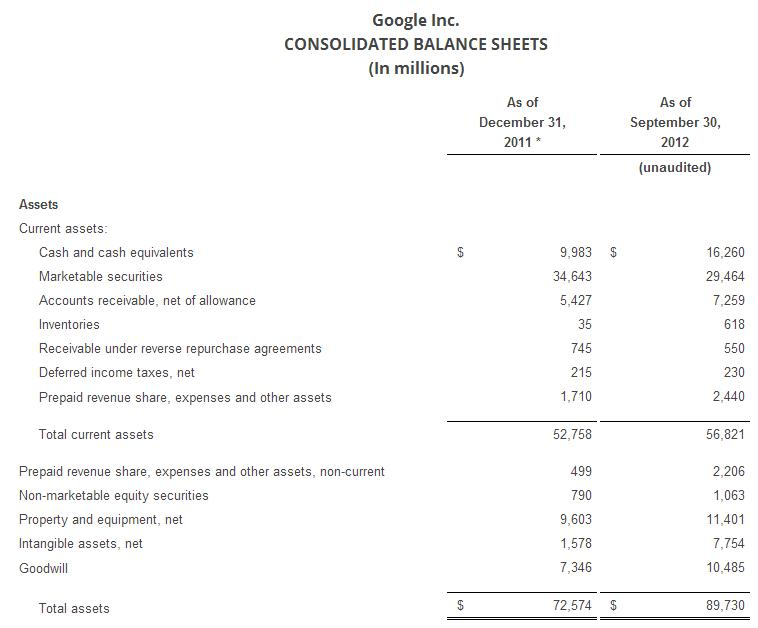 Google Inc.
CONSOLIDATED BALANCE SHEETS
(In millions)
As of December 31, 2011 * As of September 30, 2012
(unaudited)
Assets
Current assets:
Cash and cash equivalents $ 9,983 $ 16,260
Marketable securities 34,643 29,464
Accounts receivable, net of allowance 5,427 7,259
Inventories 35 618
Receivable under reverse repurchase agreements 745 550
Deferred income taxes, net 215 230
Prepaid revenue share, expenses and other assets 1,710 2,440
Total current assets 52,758 56,821
Prepaid revenue share, expenses and other assets, non-current 499 2,206
Non-marketable equity securities 790 1,063
Property and equipment, net 9,603 11,401
Intangible assets, net 1,578 7,754
Goodwill 7,346 10,485
Total assets $ 72,574 $ 89,730